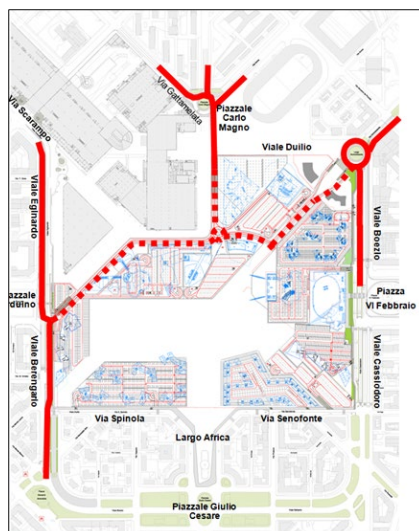 Via Gattamelata
Via Scarampo
Piazzale
Carlo
Magno
Viale Duilio
Viale Eginardo
Viale Boezio
azzale
rduino
Piazza
VI Febbraio
Viale Berengario
Viale Cassiodoro
Via Spinola
Via Senofonte
Largo Africa
Piazzale Giulio
Cesare